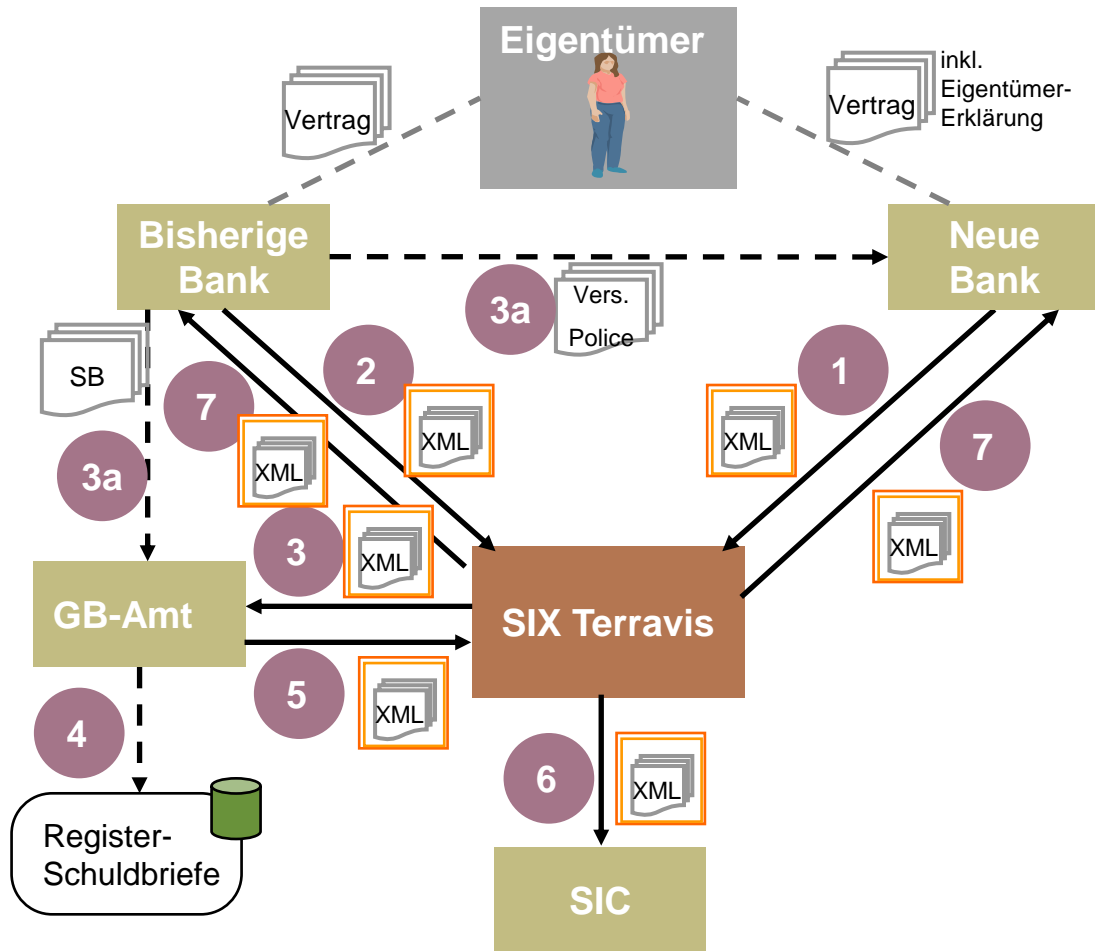 Eigentümer
Vertrag
Vertrag
inkl.
Eigentümer-
Erklärung
Bisherige
Bank
Neue
Bank
3a
Vers.
Police
SB
2
1
7
XML
XML
7
XML
3a
3
XML
XML
GB-Amt
SIX Terravis
5
XML
4
6
XML
Register-
Schuldbriefe
SIC